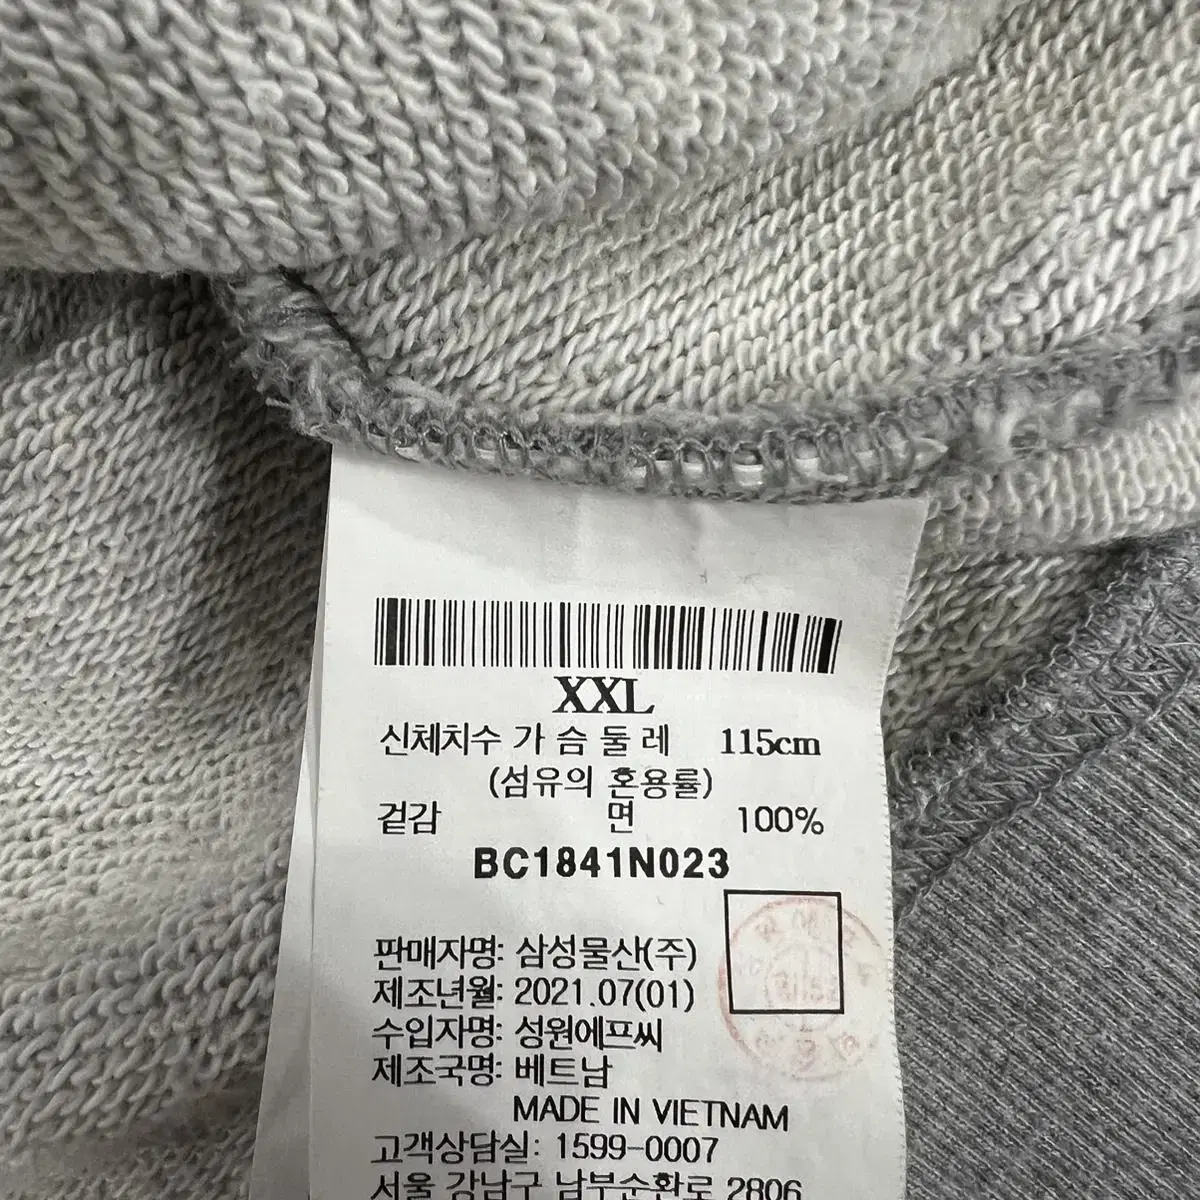 XXL
신체치수 가 슴 둘 레 115cm
(섬유의 혼용률)
겉감 면 100%
BC1841N023
판매자명: 삼성물산(주)
제조년월: 2021.07(01)
수입자명: 성원에프씨
제조국명: 베트남
MADE IN VIETNAM
고객상담실: 1599-0007
서울 강남구 남부순환로 2806